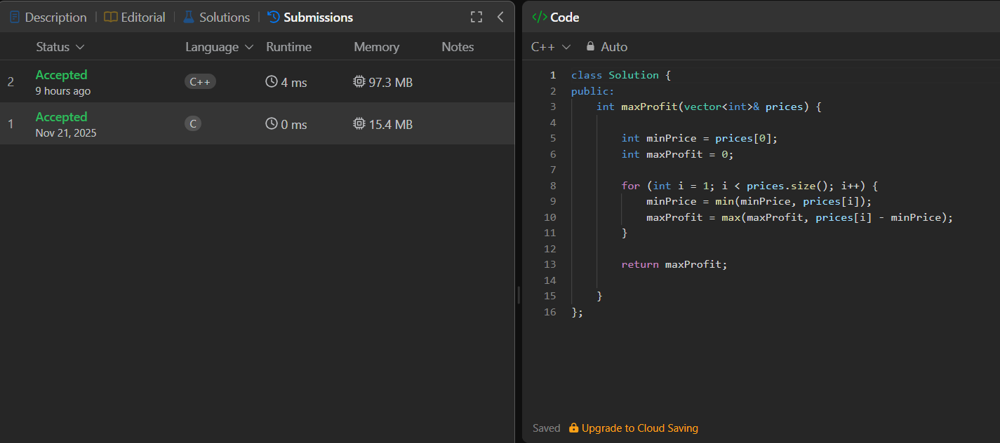 Description | Editorial | Solutions | Submissions
Status Language Runtime Memory Notes
2 Accepted C++ 4 ms 97.3 MB
9 hours ago
1 Accepted C 0 ms 15.4 MB
Nov 21, 2025
</> Code
C++ Auto
1 class Solution {
2 public:
3     int maxProfit(vector<int>& prices) {
4
5         int minPrice = prices[0];
6         int maxProfit = 0;
7
8         for (int i = 1; i < prices.size(); i++) {
9             minPrice = min(minPrice, prices[i]);
10             maxProfit = max(maxProfit, prices[i] - minPrice);
11         }
12
13         return maxProfit;
14
15     }
16 };
Saved Upgrade to Cloud Saving